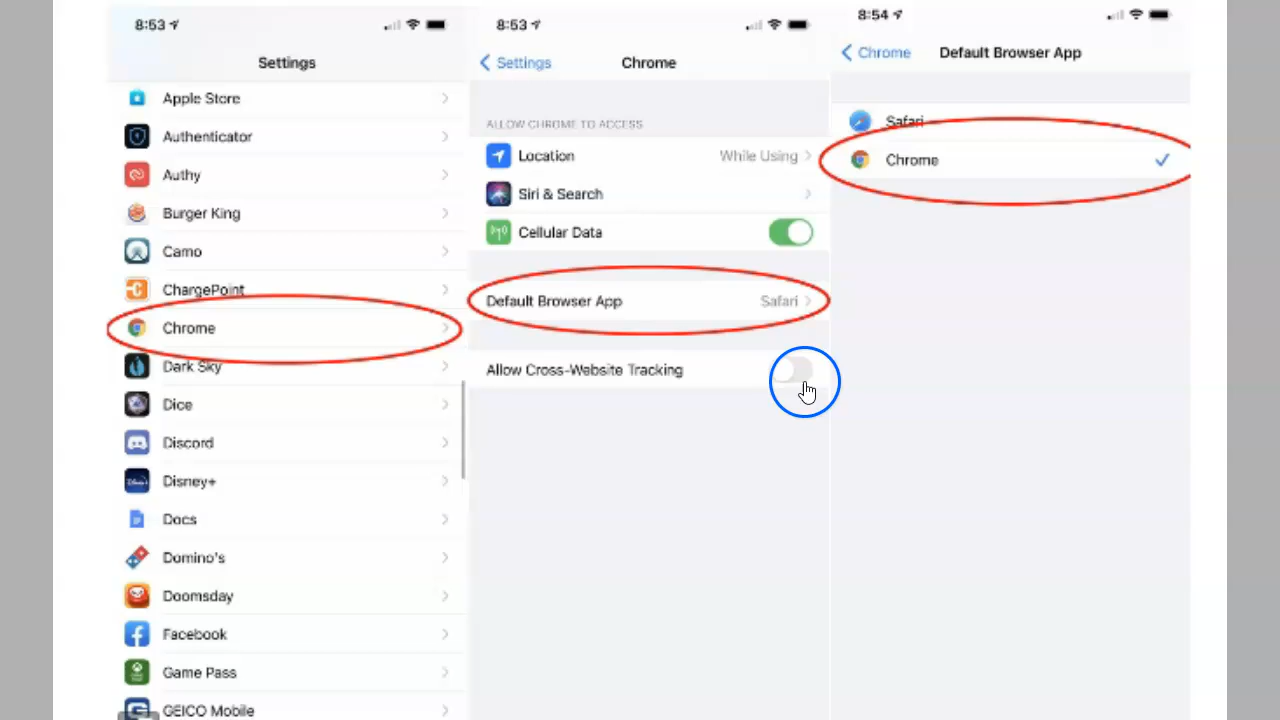 8:53
Settings
Apple Store
Authenticator
Authy
Burger King
Camo
ChargePoint
Chrome
Dark Sky
Dice
Discord
Disney+
Docs
Domino's
Doomsday
Facebook
Game Pass
GEICO Mobile
8:53
Settings
Chrome
ALLOW CHROME TO ACCESS
Location While Using
Siri & Search
Cellular Data
Default Browser App Safari
Allow Cross-Website Tracking
8:54
Chrome
Default Browser App
Safari
Chrome